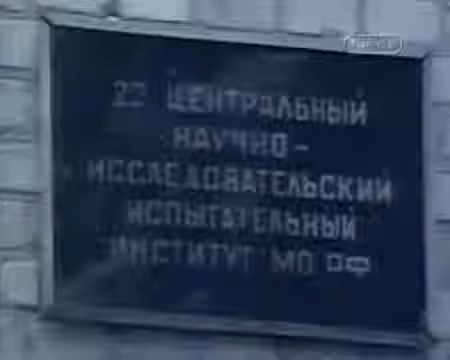 22 ЦЕНТРАЛЬНЫЙ
НАУЧНО-
ИССЛЕДОВАТЕЛЬСКИЙ
ИСПЫТАТЕЛЬНЫЙ
ИНСТИТУТ МО РФ